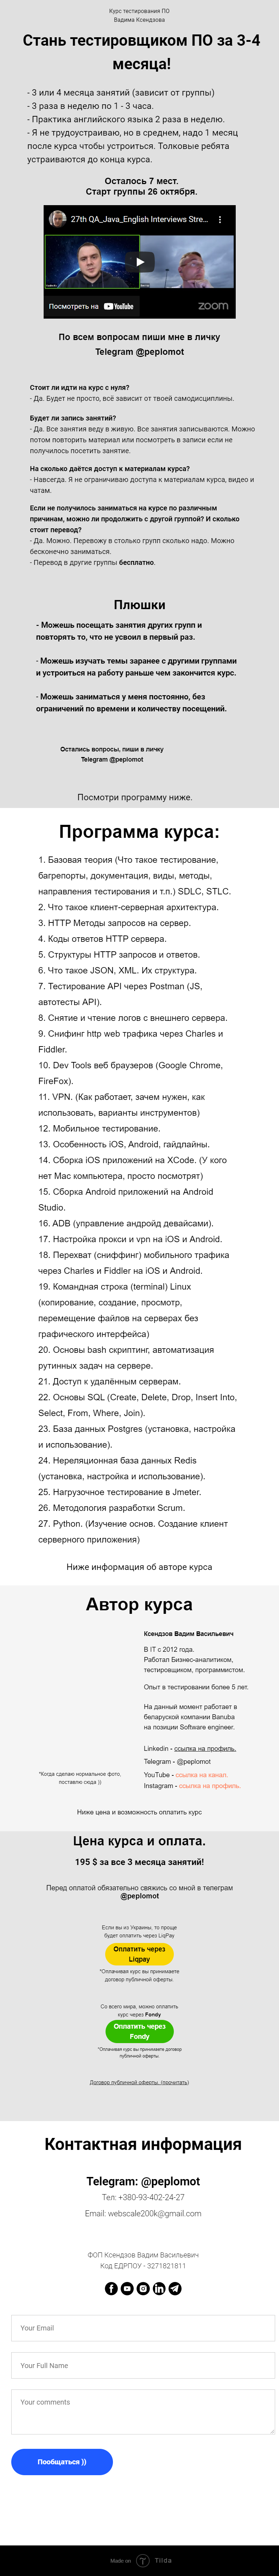 Курс тестирования ПО
Вадима Ксендзова
Стань тестировщиком ПО за 3-4
месяца!
- 3 или 4 месяца занятий (зависит от группы)
- 3 раза в неделю по 1 - 3 часа.
- Практика английского языка 2 раза в неделю.
- Я не трудоустраиваю, но в среднем, надо 1 месяц
после курса чтобы устроиться. Толковые ребята
устраиваются до конца курса.
Осталось 7 мест.
Старт группы 26 октября.
27th QA_Java_English Interviews Stre...
Посмотреть на YouTube
zoom
По всем вопросам пиши мне в личку
Telegram @peplomot
Стоит ли идти на курс с нуля?
- Да. Будет не просто, всё зависит от твоей самодисциплины.
Будет ли запись занятий?
- Да. Все занятия веду в живую. Все занятия записываются. Можно
потом повторить материал или посмотреть в записи если не
получилось посетить занятие.
На сколько даётся доступ к материалам курса?
- Навсегда. Я не ограничиваю доступ к материалам курса, видео и
чатам.
Если не получилось заниматься на курсе по различным
причинам, можно ли продолжить с другой группой? И сколько
стоит перевод?
- Да. Можно. Перевожу в столько групп сколько надо. Можно
бесконечно заниматься.
- Перевод в другие группы бесплатно.
Плюшки
- Можешь посещать занятия других групп и
повторять то, что не усвоил в первый раз.
- Можешь изучать темы заранее с другими группами
и устроиться на работу раньше чем закончится курс.
- Можешь заниматься у меня постоянно, без
ограничений по времени и количеству посещений.
Остались вопросы, пиши в личку
Telegram @peplomot
Посмотри программу ниже.
Программа курса:
1. Базовая теория (Что такое тестирование,
багрепорты, документация, виды, методы,
направления тестирования и т.п.) SDLC, STLC.
2. Что такое клиент-серверная архитектура.
3. HTTP Методы запросов на сервер.
4. Коды ответов HTTP сервера.
5. Структуры HTTP запросов и ответов.
6. Что такое JSON, XML. Их структура.
7. Тестирование API через Postman (JS,
автотесты API).
8. Снятие и чтение логов с внешнего сервера.
9. Снифинг http web трафика через Charles и
Fiddler.
10. Dev Tools веб браузеров (Google Chrome,
FireFox).
11. VPN. (Как работает, зачем нужен, как
использовать, варианты инструментов)
12. Мобильное тестирование.
13. Особенность iOS, Android, гайдлайны.
14. Сборка iOS приложений на XCode. (У кого
нет Mac компьютера, просто посмотрят)
15. Сборка Android приложений на Android
Studio.
16. ADB (управление андройд девайсами).
17. Настройка прокси и vpn на iOS и Android.
18. Перехват (сниффинг) мобильного трафика
через Charles и Fiddler на iOS и Android.
19. Командная строка (terminal) Linux
(копирование, создание, просмотр,
перемещение файлов на серверах без
графического интерфейса)
20. Основы bash скриптинг, автоматизация
рутинных задач на сервере.
21. Доступ к удалённым серверам.
22. Основы SQL (Create, Delete, Drop, Insert Into,
Select, From, Where, Join).
23. База данных Postgres (установка, настройка
и использование).
24. Нереляционная база данных Redis
(установка, настройка и использование).
25. Нагрузочное тестирование в Jmeter.
26. Методология разработки Scrum.
27. Python. (Изучение основ. Создание клиент
серверного приложения)
Ниже информация об авторе курса
Автор курса
Ксендзов Вадим Васильевич
В IT с 2012 года.
Работал Бизнес-аналитиком,
тестировщиком, программистом.
Опыт в тестировании более 5 лет.
На данный момент работает в
беларуской компании Banuba
на позиции Software engineer.
Linkedin - ссылка на профиль.
Telegram - @peplomot
YouTube - ссылка на канал.
Instagram - ссылка на профиль.
*Когда сделаю нормальное фото,
поставлю сюда ))
Ниже цена и возможность оплатить курс
Цена курса и оплата.
195 $ за все 3 месяца занятий!
Перед оплатой обязательно свяжись со мной в телеграм
@peplomot
Если вы из Украины, то проще
будет оплатить через LiqPay
Оплатить через
Liqpay
*Оплачивая курс вы принимаете
договор публичной оферты.
Со всего мира, можно оплатить
курс через Fondy
Оплатить через
Fondy
*Оплачивая курс вы принимаете договор
публичной оферты.
Договор публичной оферты. (прочитать)
Контактная информация
Telegram: @peplomot
Тел: +380-93-402-24-27
Email: webscale200k@gmail.com
ФОП Ксендзов Вадим Васильевич
Код ЕДРПОУ - 3271821811
Your Email
Your Full Name
Your comments
Пообщаться ))
Made on Tilda